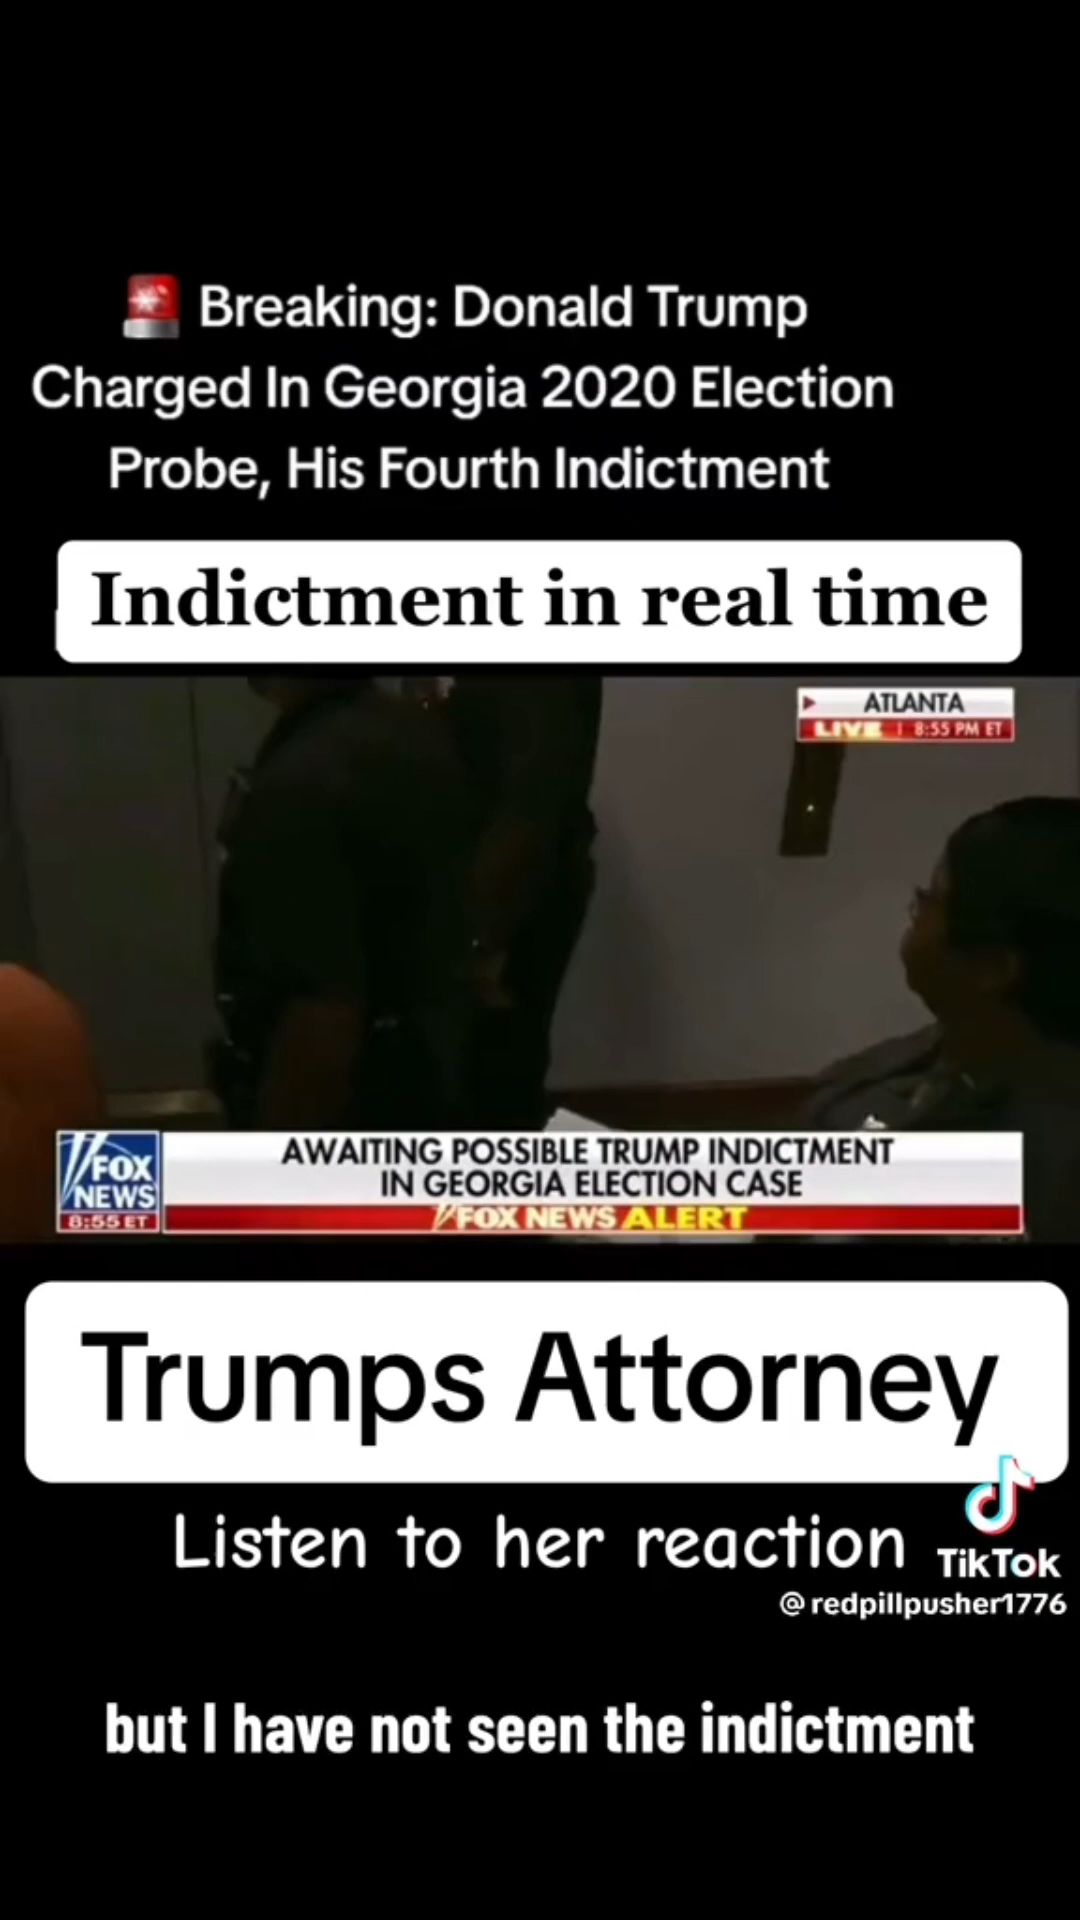 Breaking: Donald Trump
Charged In Georgia 2020 Election
Probe, His Fourth Indictment
Indictment in real time
ATLANTA
LIVE 8:55 PM ET
AWAITING POSSIBLE TRUMP INDICTMENT
IN GEORGIA ELECTION CASE
FOX
NEWS
8:55 ET
FOX NEWS ALERT
Trumps Attorney
Listen to her reaction
TikTok
@redpillpusher1776
but I have not seen the indictment